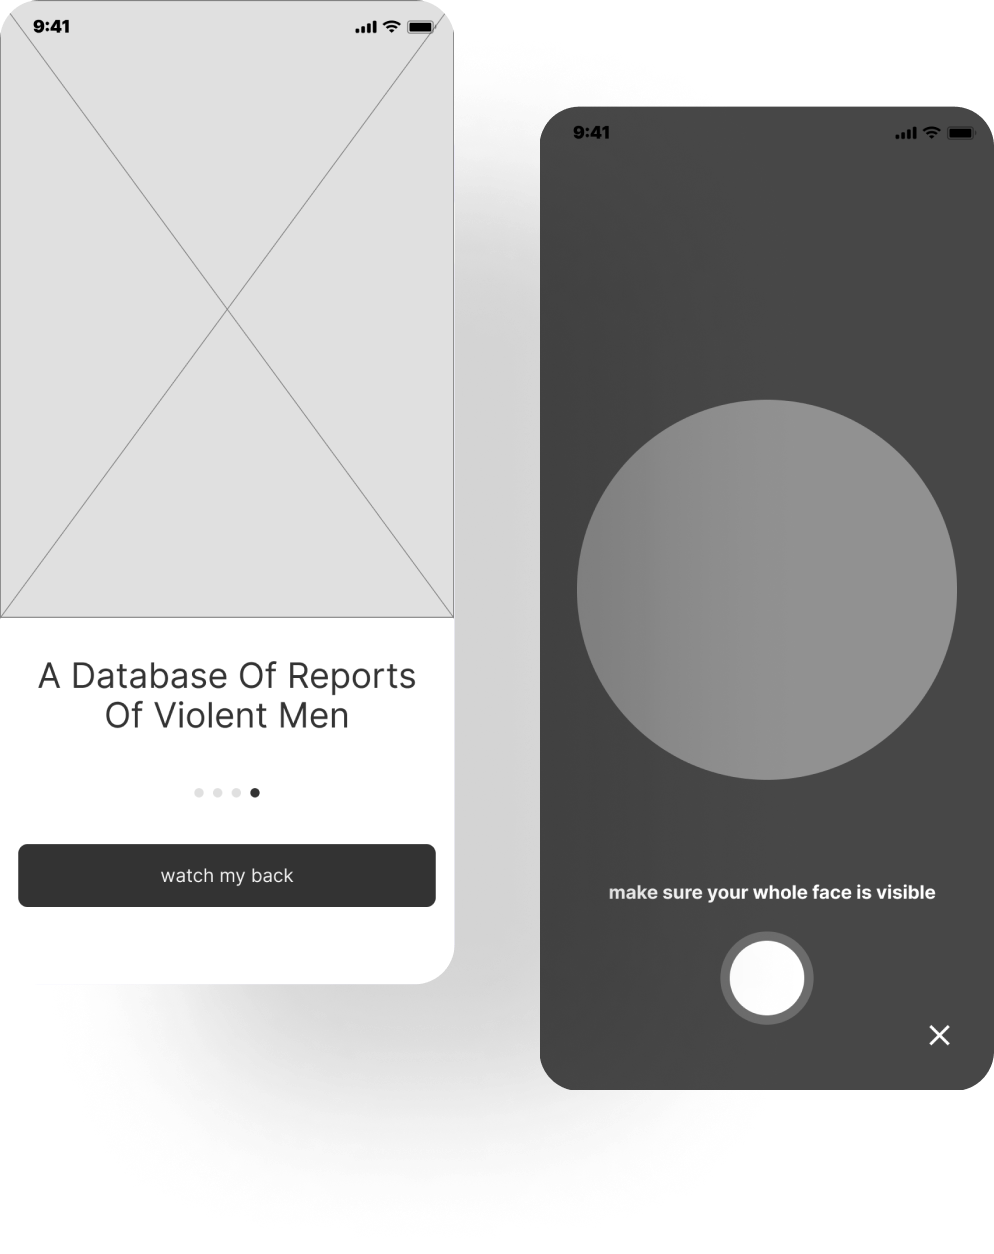 9:41
A Database Of Reports
Of Violent Men
watch my back
9:41
make sure your whole face is visible